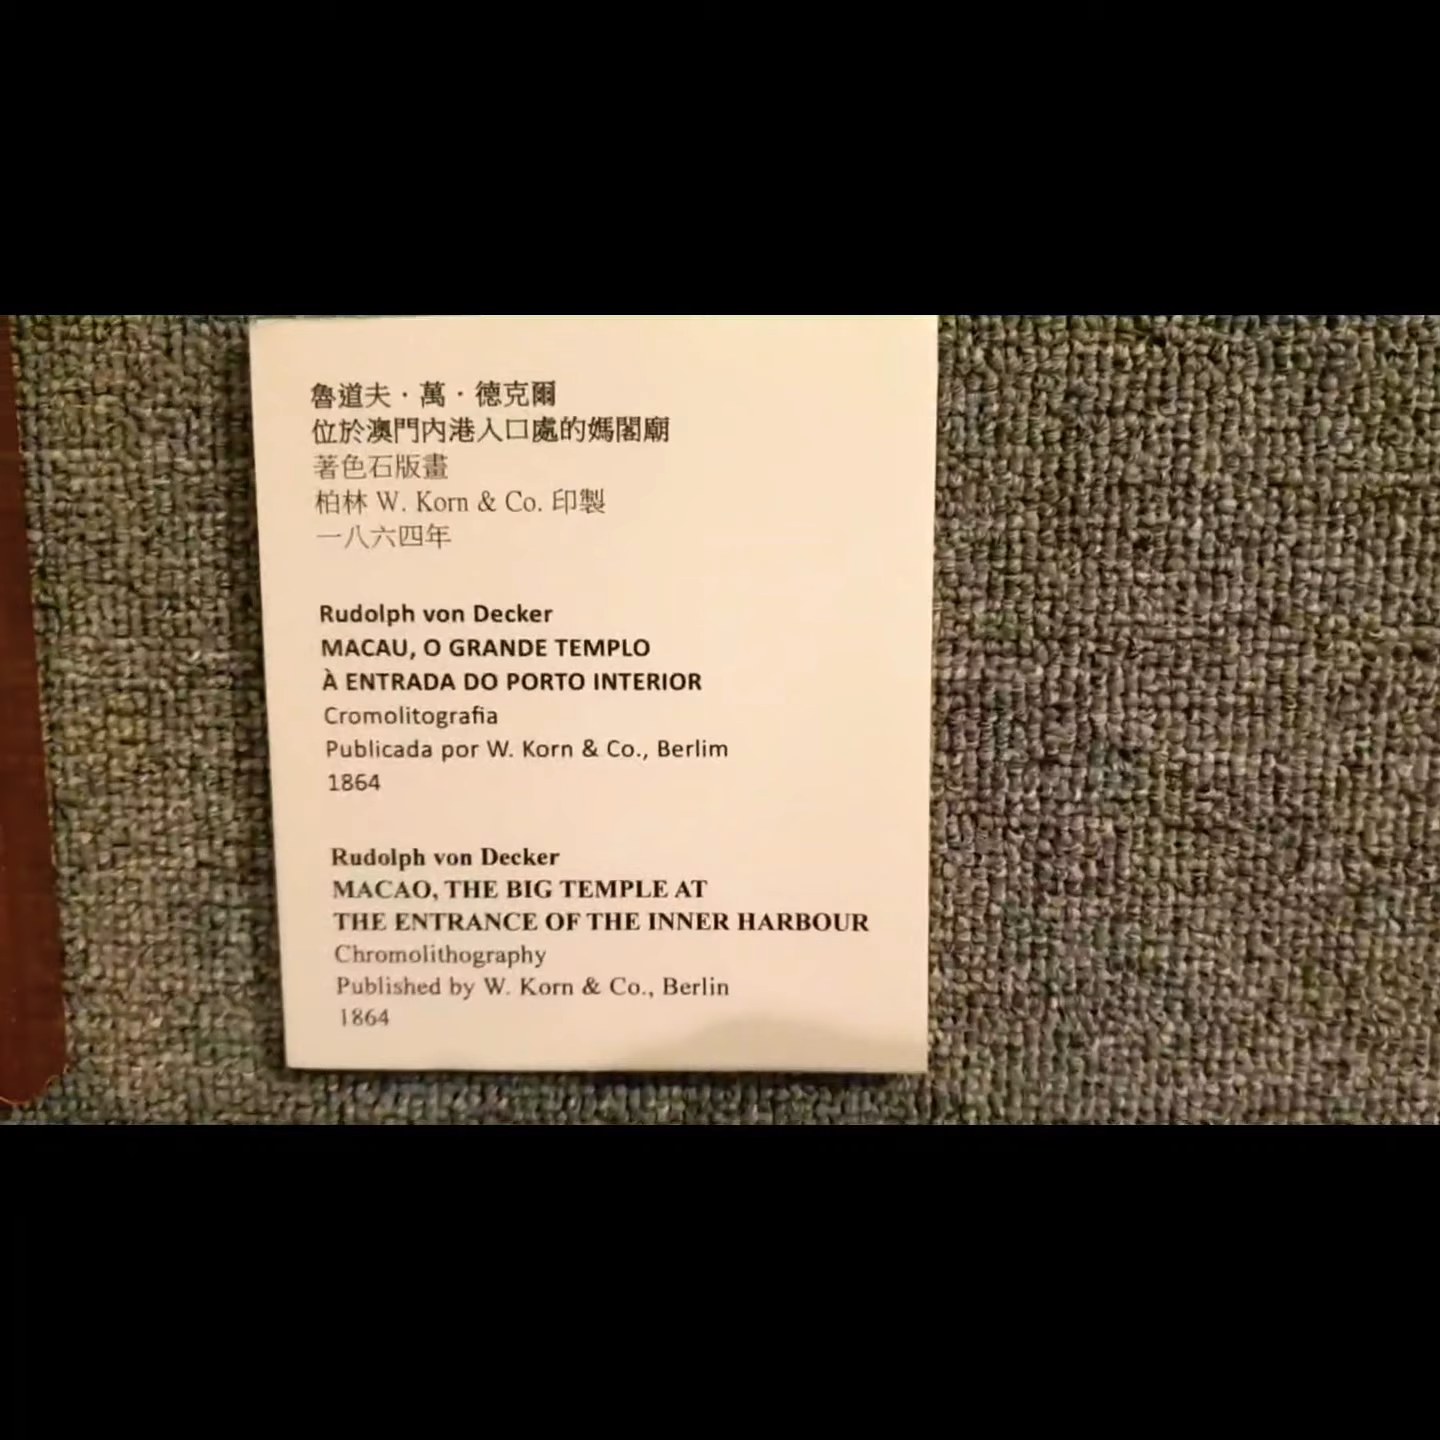 魯道夫·萬·德克爾
位於澳門內港入口處的媽閣廟
著色石版畫
柏林 W. Korn & Co. 印製
一八六四年
Rudolph von Decker
MACAU, O GRANDE TEMPLO
À ENTRADA DO PORTO INTERIOR
Cromolitografia
Publicada por W. Korn & Co., Berlim
1864
Rudolph von Decker
MACAO, THE BIG TEMPLE AT
THE ENTRANCE OF THE INNER HARBOUR
Chromolithography
Published by W. Korn & Co., Berlin
1864